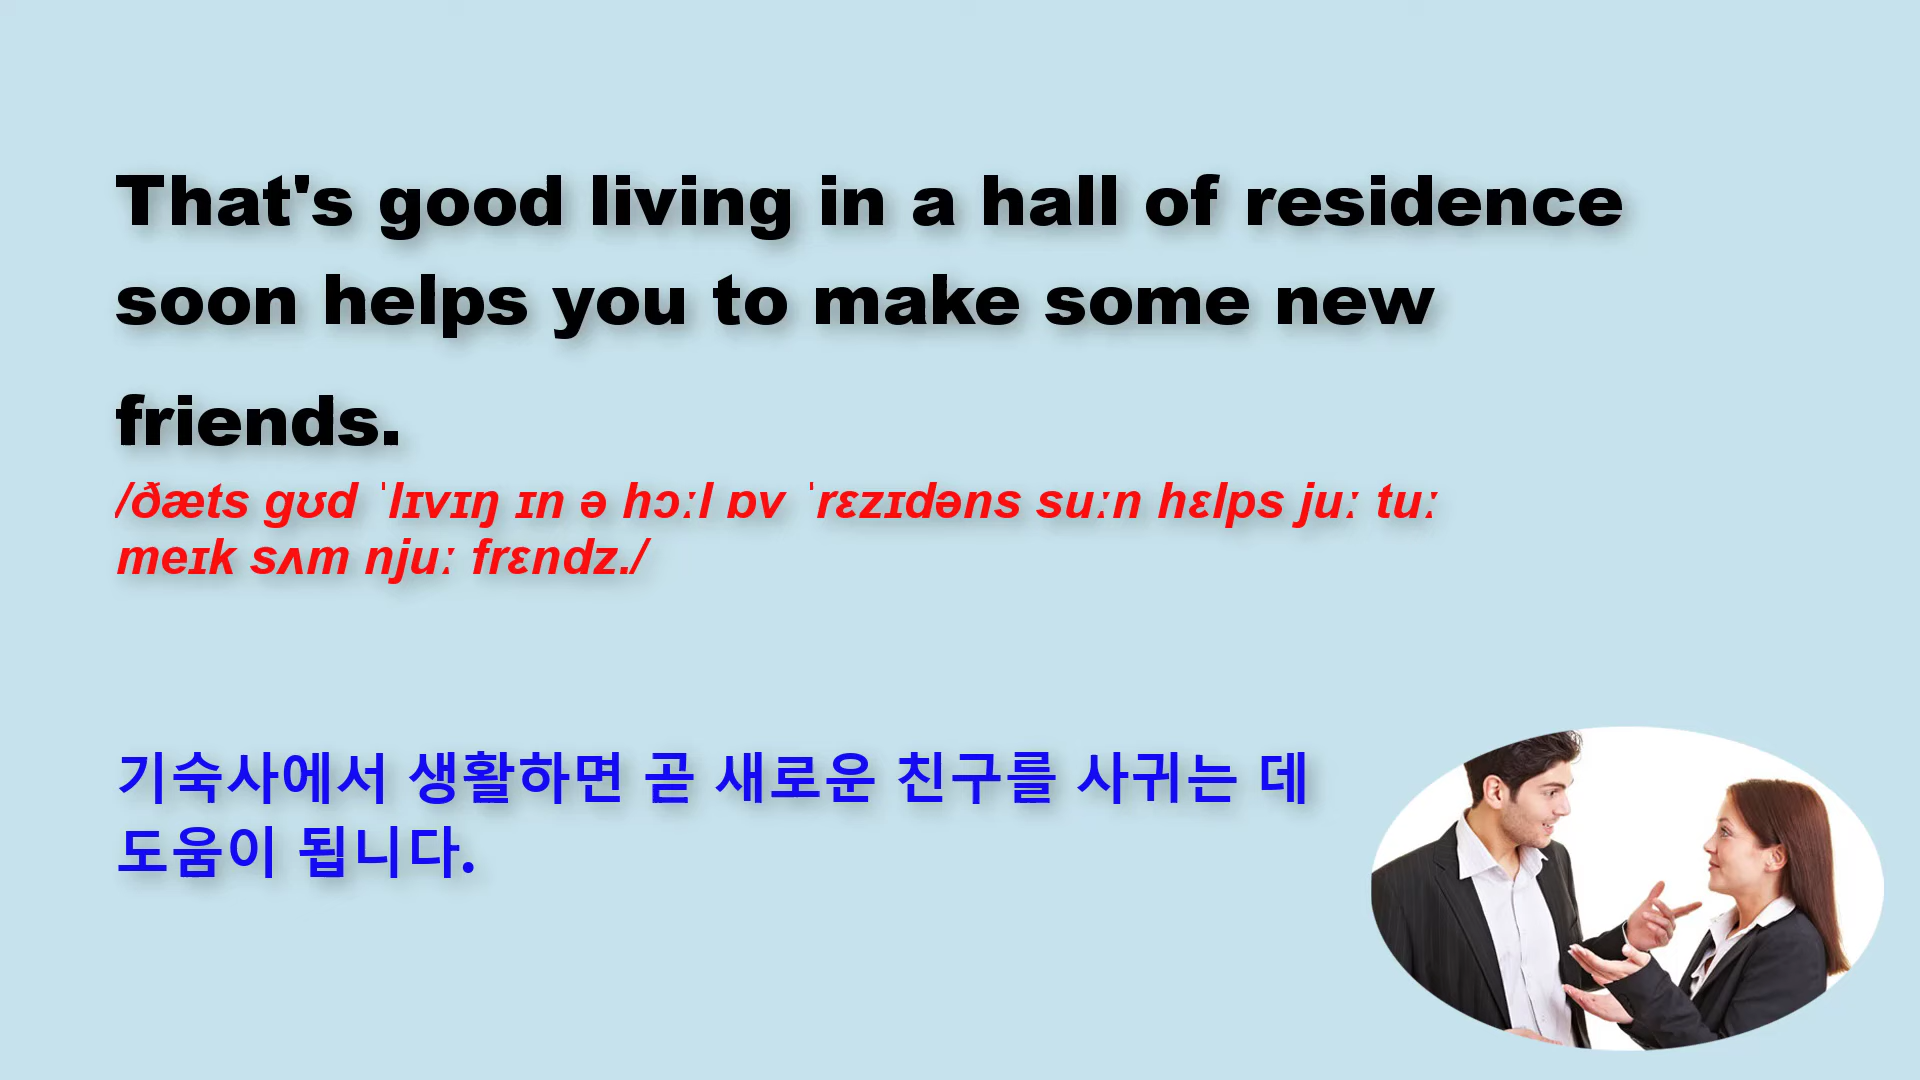 That's good living in a hall of residence
soon helps you to make some new
friends.
/ðæts gʊd ˈlɪvɪŋ ɪn ə hɔːl ɒv ˈrɛzɪdəns suːn hɛlps juː tuː
meɪk sʌm njuː frɛndz./
기숙사에서 생활하면 곧 새로운 친구를 사귀는 데
도움이 됩니다.